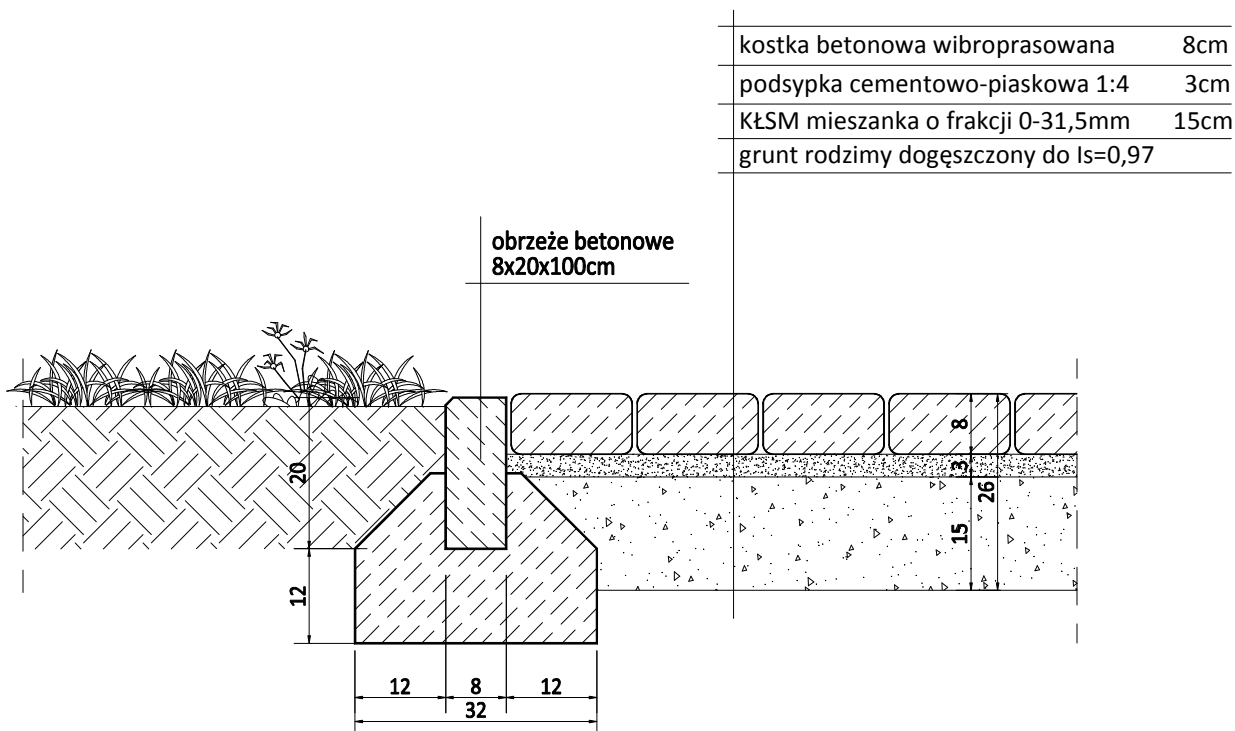 kostka betonowa wibroprasowana 8cm
podsypka cementowo-piaskowa 1:4 3cm
KŁSM mieszanka o frakcji 0-31,5mm 15cm
grunt rodzimy dogęszczony do Is=0,97
obrzeże betonowe
8x20x100cm
20
12
8
3
15
26
12 8 12
32